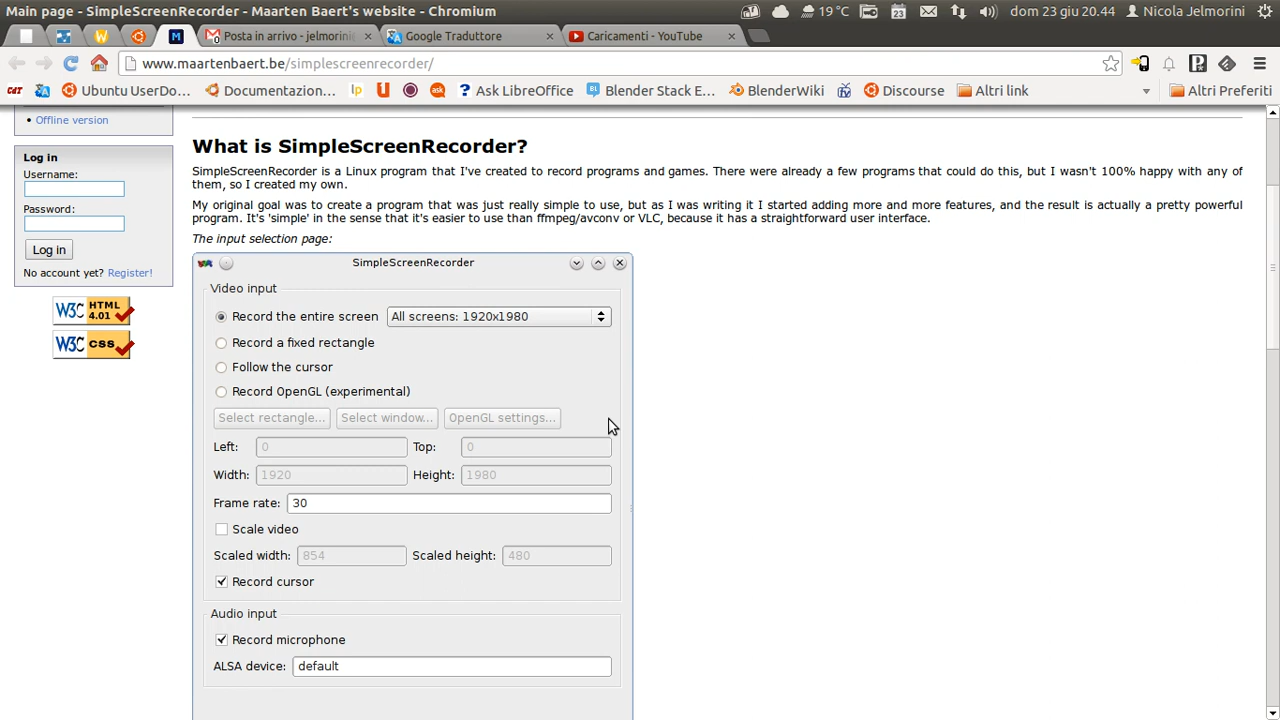 Main page - SimpleScreenRecorder - Maarten Baert's website - Chromium
19 °C
23
dom 23 giu 20.44
Nicola Jelmorini
Posta in arrivo - jelmorini
Google Traduttore
Caricamenti - YouTube
www.maartenbaert.be/simplescreenrecorder/
Ubuntu UserDo...
Documentazion...
lp
ask
Ask LibreOffice
Blender Stack E...
BlenderWiki
Discourse
Altri link
Altri Preferiti
• Offline version
Log in
Username:
Password:
Log in
No account yet? Register!
W3C HTML 4.01
W3C css
What is SimpleScreenRecorder?
SimpleScreenRecorder is a Linux program that I've created to record programs and games. There were already a few programs that could do this, but I wasn't 100% happy with any of
them, so I created my own.
My original goal was to create a program that was just really simple to use, but as I was writing it I started adding more and more features, and the result is actually a pretty powerful
program. It's 'simple' in the sense that it's easier to use than ffmpeg/avconv or VLC, because it has a straightforward user interface.
The input selection page:
SimpleScreenRecorder
Video input
Record the entire screen All screens: 1920x1980
Record a fixed rectangle
Follow the cursor
Record OpenGL (experimental)
Select rectangle... Select window... OpenGL settings...
Left: 0 Top: 0
Width: 1920 Height: 1980
Frame rate: 30
Scale video
Scaled width: 854 Scaled height: 480
Record cursor
Audio input
Record microphone
ALSA device: default